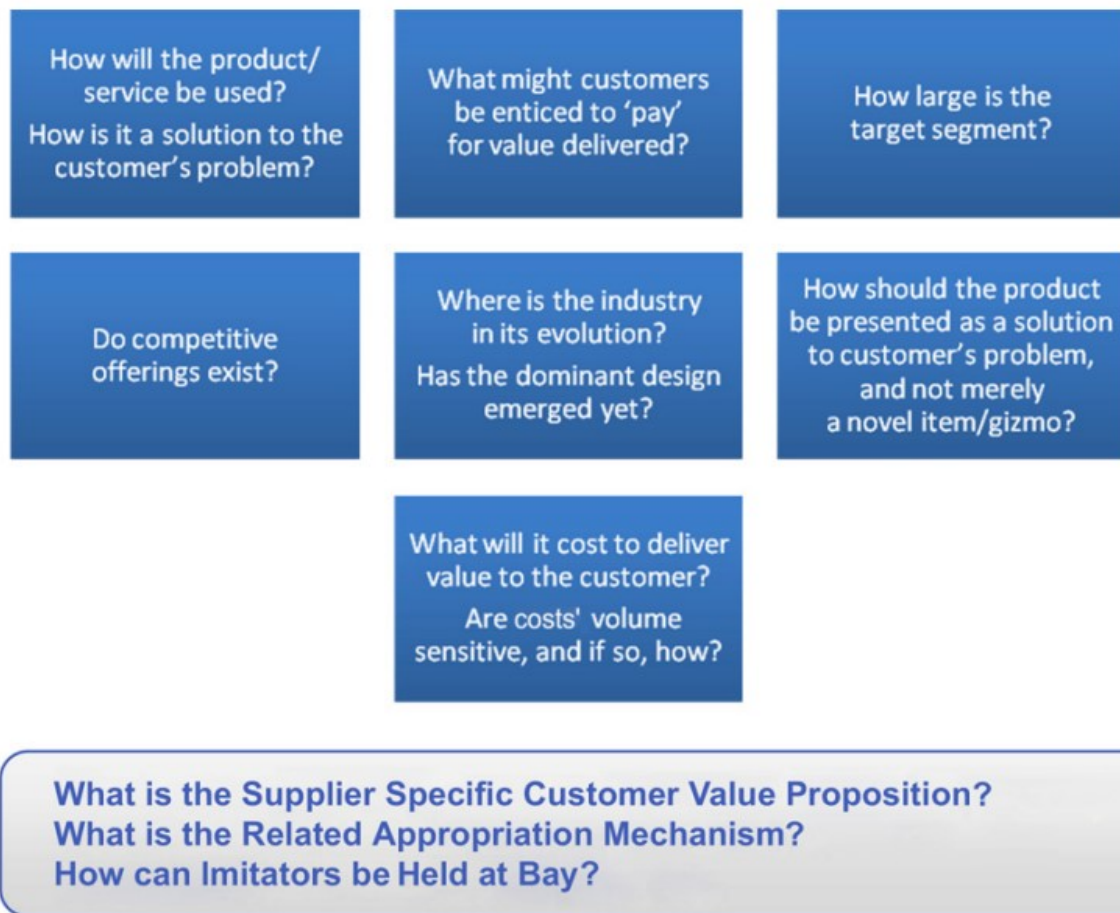 How will the product/
service be used?
How is it a solution to the
customer's problem?
What might customers
be enticed to ‘pay’
for value delivered?
How large is the
target segment?
Do competitive
offerings exist?
Where is the industry
in its evolution?
Has the dominant design
emerged yet?
How should the product
be presented as a solution
to customer's problem,
and not merely
a novel item/gizmo?
What will it cost to deliver
value to the customer?
Are costs' volume
sensitive, and if so, how?
What is the Supplier Specific Customer Value Proposition?
What is the Related Appropriation Mechanism?
How can Imitators be Held at Bay?